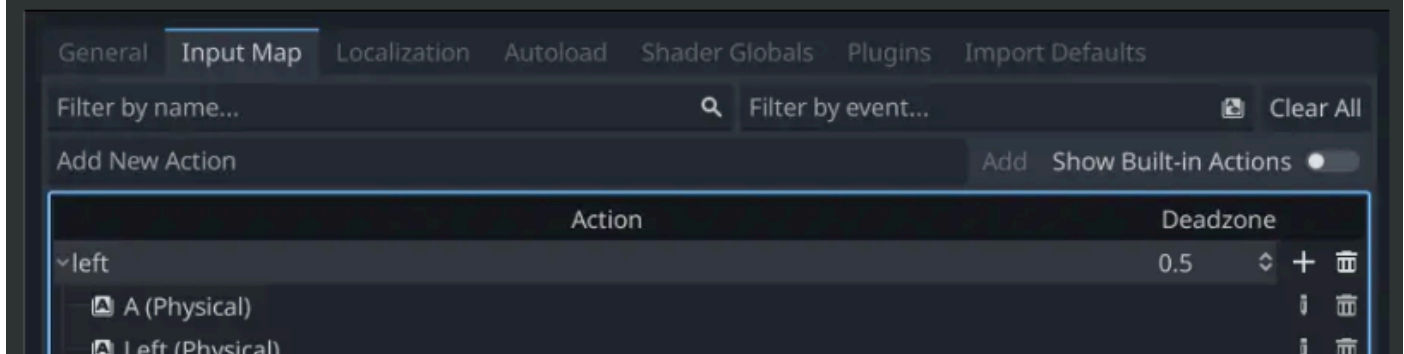 General Input Map Localization Autoload Shader Globals Plugins Import Defaults
Filter by name... Filter by event... Clear All
Add New Action Add Show Built-in Actions
Action Deadzone
left 0.5
A (Physical)
Left (Physical)